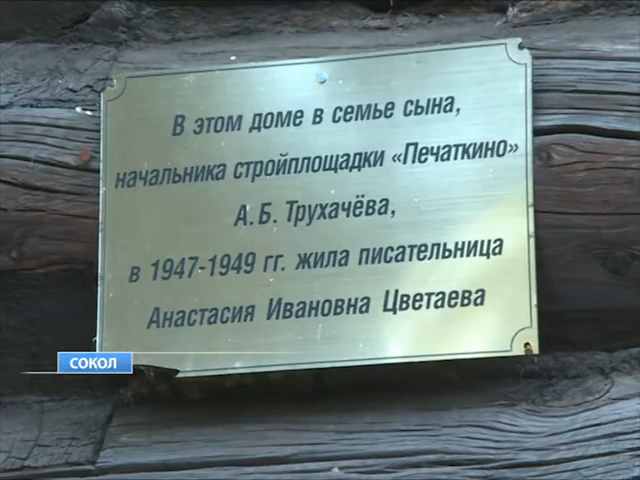 В этом доме в семье сына,
начальника стройплощадки «Печаткино»
А. Б. Трухачёва,
в 1947-1949 гг. жила писательница
Анастасия Ивановна Цветаева
СОКОЛ